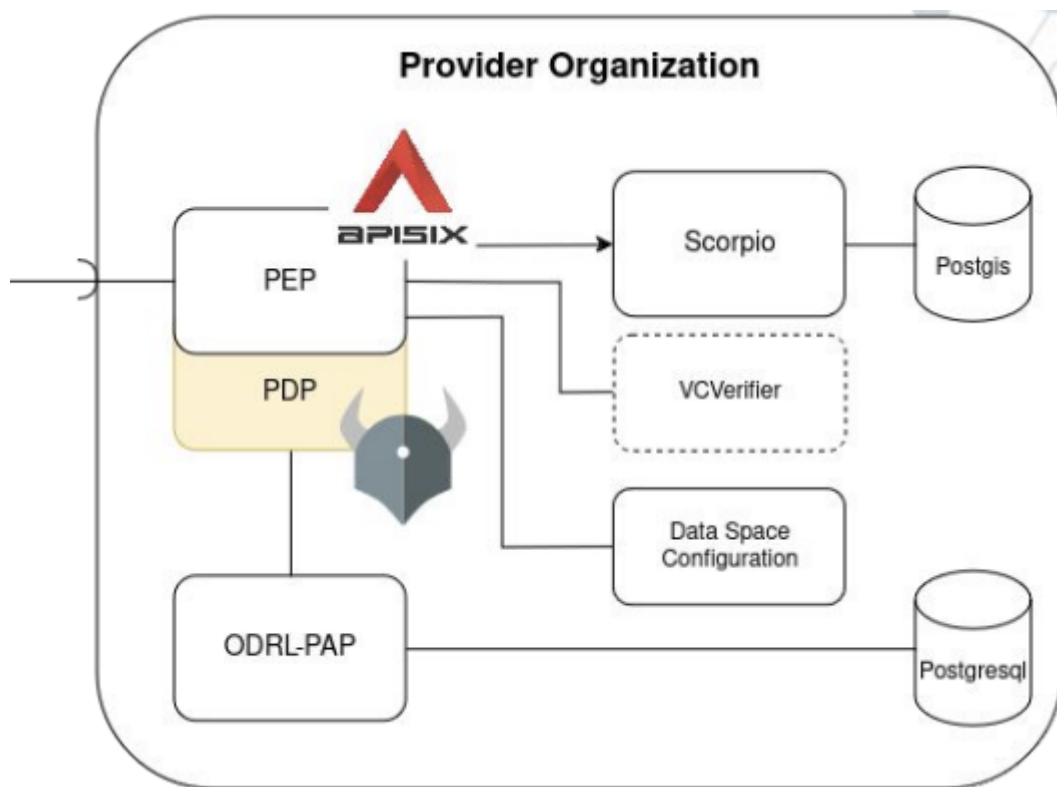 Provider Organization
APISIX
PEP
Scorpio
Postgis
PDP
VCVerifier
Data Space
Configuration
ODRL-PAP
Postgresql